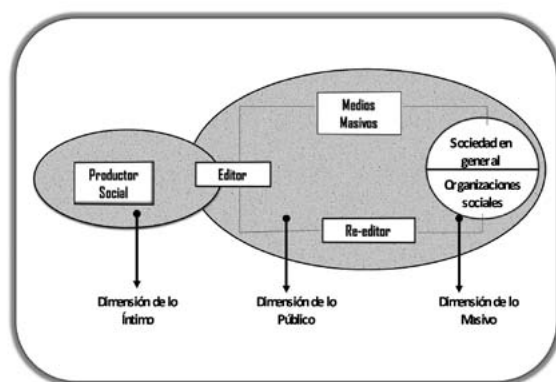 Medios
Masivos
Sociedad en
general
Productor
Social
Editor
Organizaciones
sociales
Re-editor
Dimensión de lo
Íntimo
Dimensión de lo
Público
Dimensión de lo
Masivo